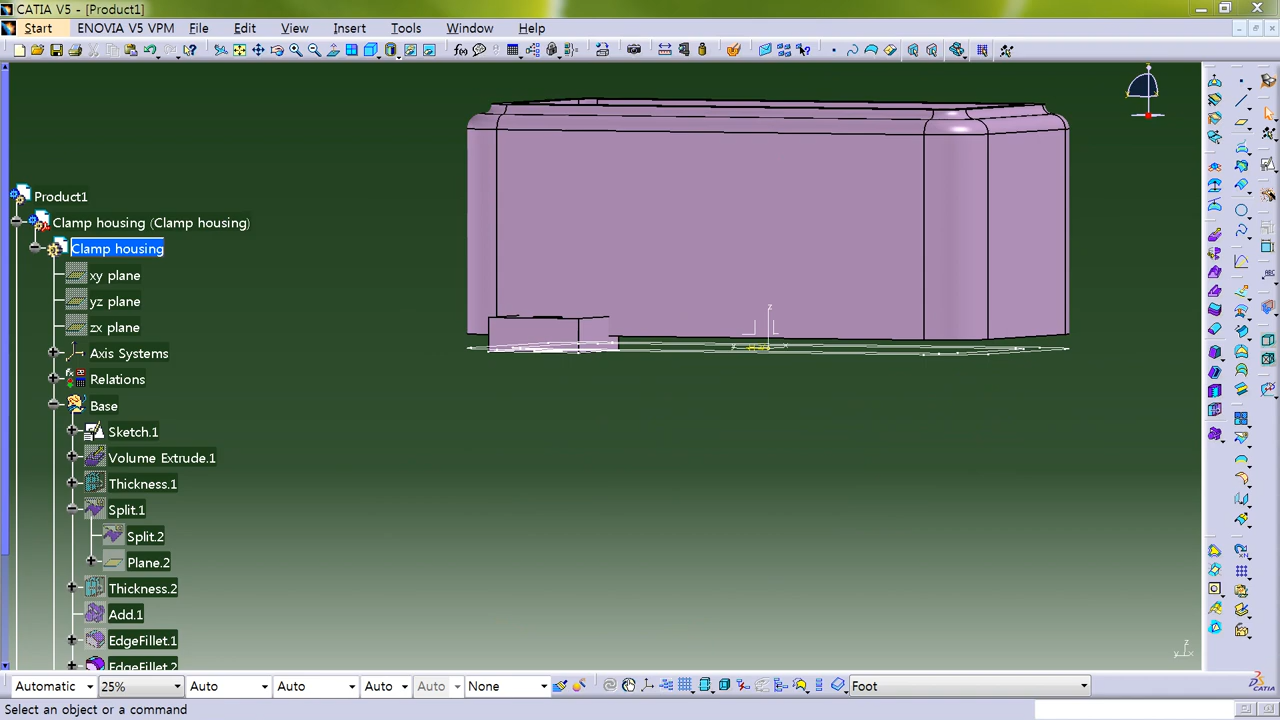 CATIA V5 - [Product1]
Start ENOVIA V5 VPM File Edit View Insert Tools Window Help
Product1
Clamp housing (Clamp housing)
Clamp housing
xy plane
yz plane
zx plane
Axis Systems
Relations
Base
Sketch.1
Volume Extrude.1
Thickness.1
Split.1
Split.2
Plane.2
Thickness.2
Add.1
EdgeFillet.1
EdgeFillet.2
z
z
y x
Automatic 25% Auto Auto Auto Auto None Foot
Select an object or a command
CATIA